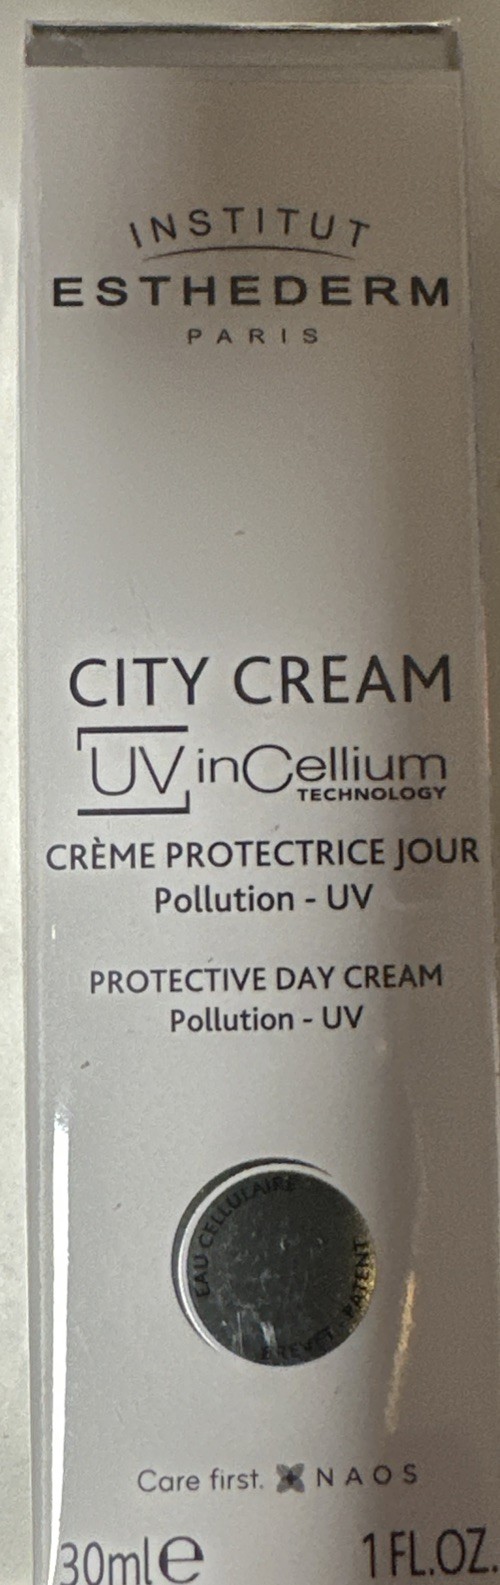 INSTITUT
ESTHEDERM
PARIS
CITY CREAM
UV inCellium
TECHNOLOGY
CRÈME PROTECTRICE JOUR
Pollution - UV
PROTECTIVE DAY CREAM
Pollution - UV
EAU CELLULAIRE
BREVET - PATENT
Care first. NAOS
30ml e 1 FL.OZ.